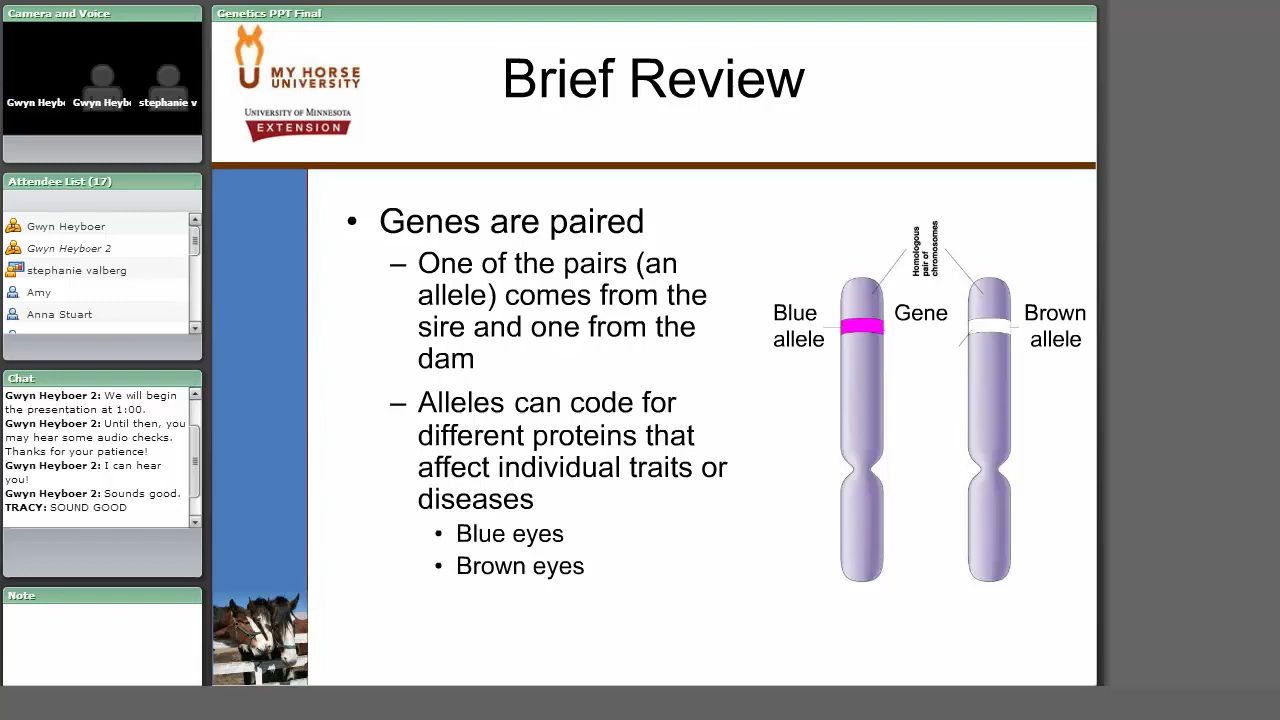 Camera and Voice
Gwyn Heyb
Gwyn Heyb
stephanie v
Attendee List (17)
Gwyn Heyboer
Gwyn Heyboer 2
stephanie valberg
Amy
Anna Stuart
Chat
Gwyn Heyboer 2: We will begin
the presentation at 1:00.
Gwyn Heyboer 2: Until then, you
may hear some audio checks.
Thanks for your patience!
Gwyn Heyboer 2: I can hear
you!
Gwyn Heyboer 2: Sounds good.
TRACY: SOUND GOOD
Note
Genetics PPT Final
MY HORSE
UNIVERSITY
UNIVERSITY OF MINNESOTA
EXTENSION
Brief Review
• Genes are paired
– One of the pairs (an
allele) comes from the
sire and one from the
dam
– Alleles can code for
different proteins that
affect individual traits or
diseases
• Blue eyes
• Brown eyes
Homologous
pair of
chromosomes
Blue
allele
Gene
Brown
allele